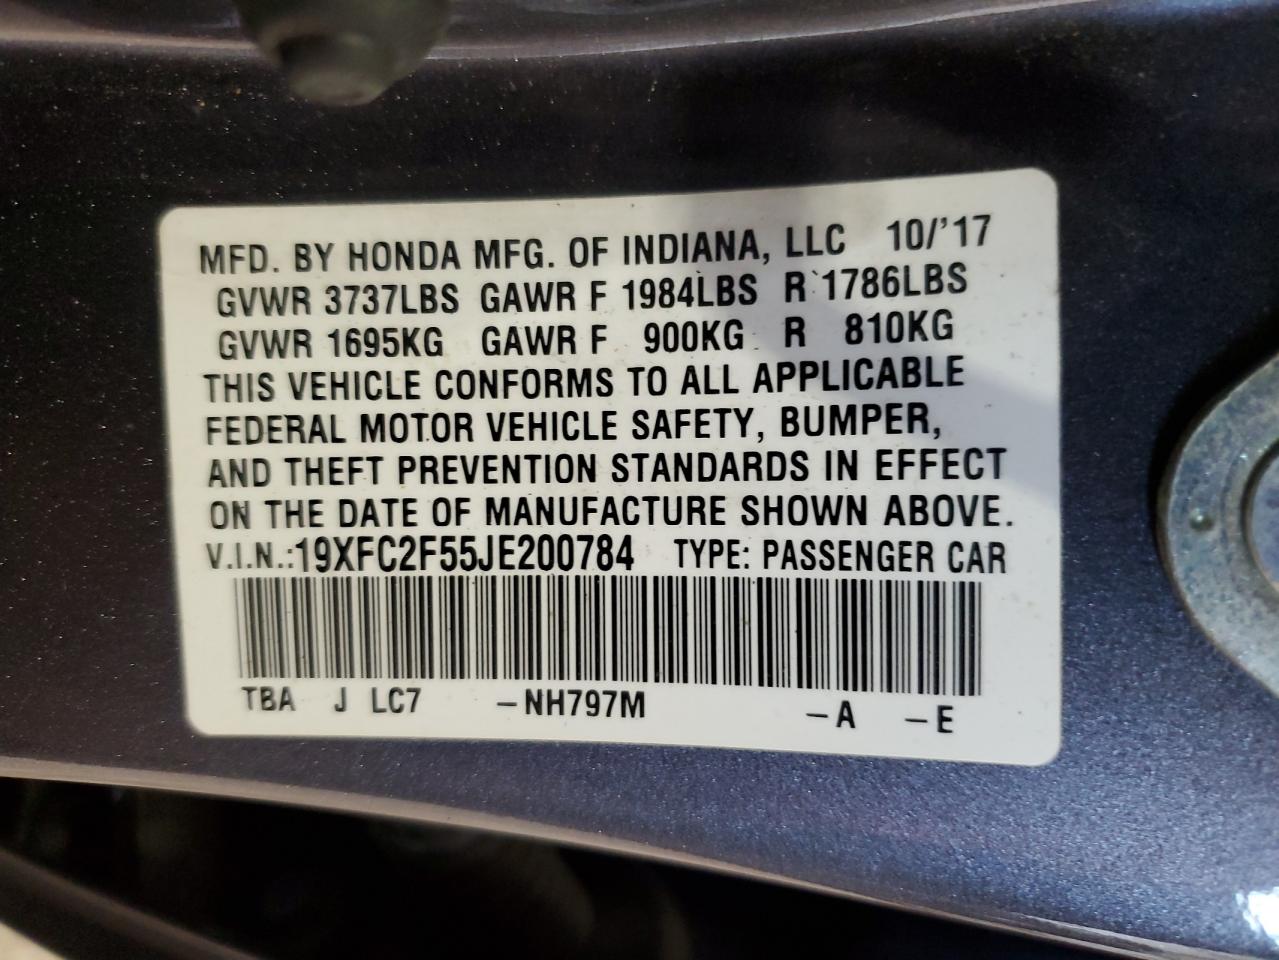 MFD. BY HONDA MFG. OF INDIANA, LLC 10/'17
GVWR 3737LBS GAWR F 1984LBS R 1786LBS
GVWR 1695KG GAWR F 900KG R 810KG
THIS VEHICLE CONFORMS TO ALL APPLICABLE
FEDERAL MOTOR VEHICLE SAFETY, BUMPER,
AND THEFT PREVENTION STANDARDS IN EFFECT
ON THE DATE OF MANUFACTURE SHOWN ABOVE.
V.I.N.:19XFC2F55JE200784 TYPE: PASSENGER CAR
TBA J LC7 -NH797M -A -E